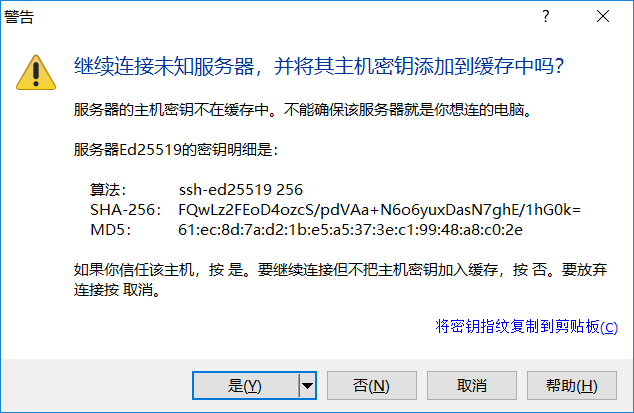 警告
继续连接未知服务器，并将其主机密钥添加到缓存中吗？
服务器的主机密钥不在缓存中。不能确保该服务器就是你想连的电脑。
服务器Ed25519的密钥明细是：
算法： ssh-ed25519 256
SHA-256： FQwLz2FEoD4ozcS/pdVAa+N6o6yuxDasN7ghE/1hG0k=
MD5： 61:ec:8d:7a:d2:1b:e5:a5:37:3e:c1:99:48:a8:c0:2e
如果你信任该主机，按 是。要继续连接但不把主机密钥加入缓存，按 否。要放弃
连接按 取消。
将密钥指纹复制到剪贴板(C)
是(Y) 否(N) 取消 帮助(H)